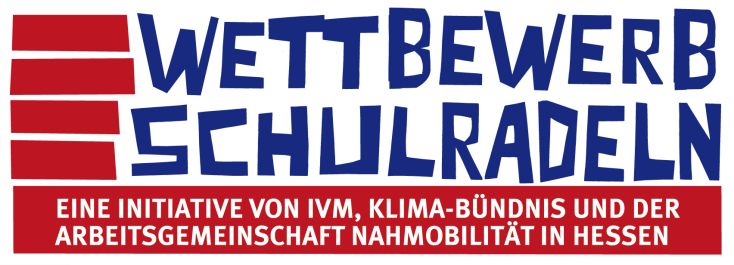 WETTBEWERB
SCHULRADELN
EINE INITIATIVE VON IVM, KLIMA-BÜNDNIS UND DER
ARBEITSGEMEINSCHAFT NAHMOBILITÄT IN HESSEN